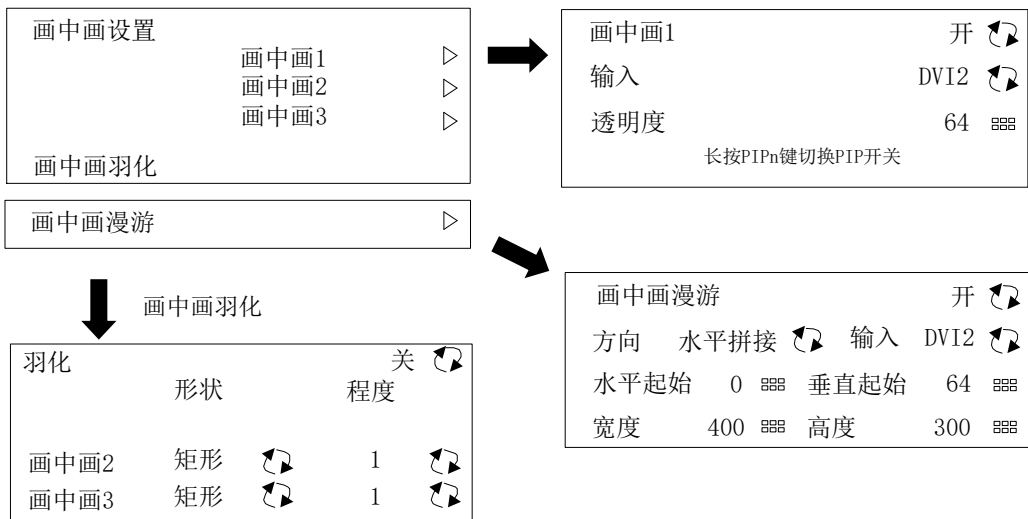 画中画设置
画中画1
画中画2
画中画3
画中画羽化
画中画漫游
画中画1 开
输入 DVI2
透明度 64
长按PIPn键切换PIP开关
画中画羽化
羽化 关
形状 程度
画中画2 矩形 1
画中画3 矩形 1
画中画漫游 开
方向 水平拼接 输入 DVI2
水平起始 0 垂直起始 64
宽度 400 高度 300